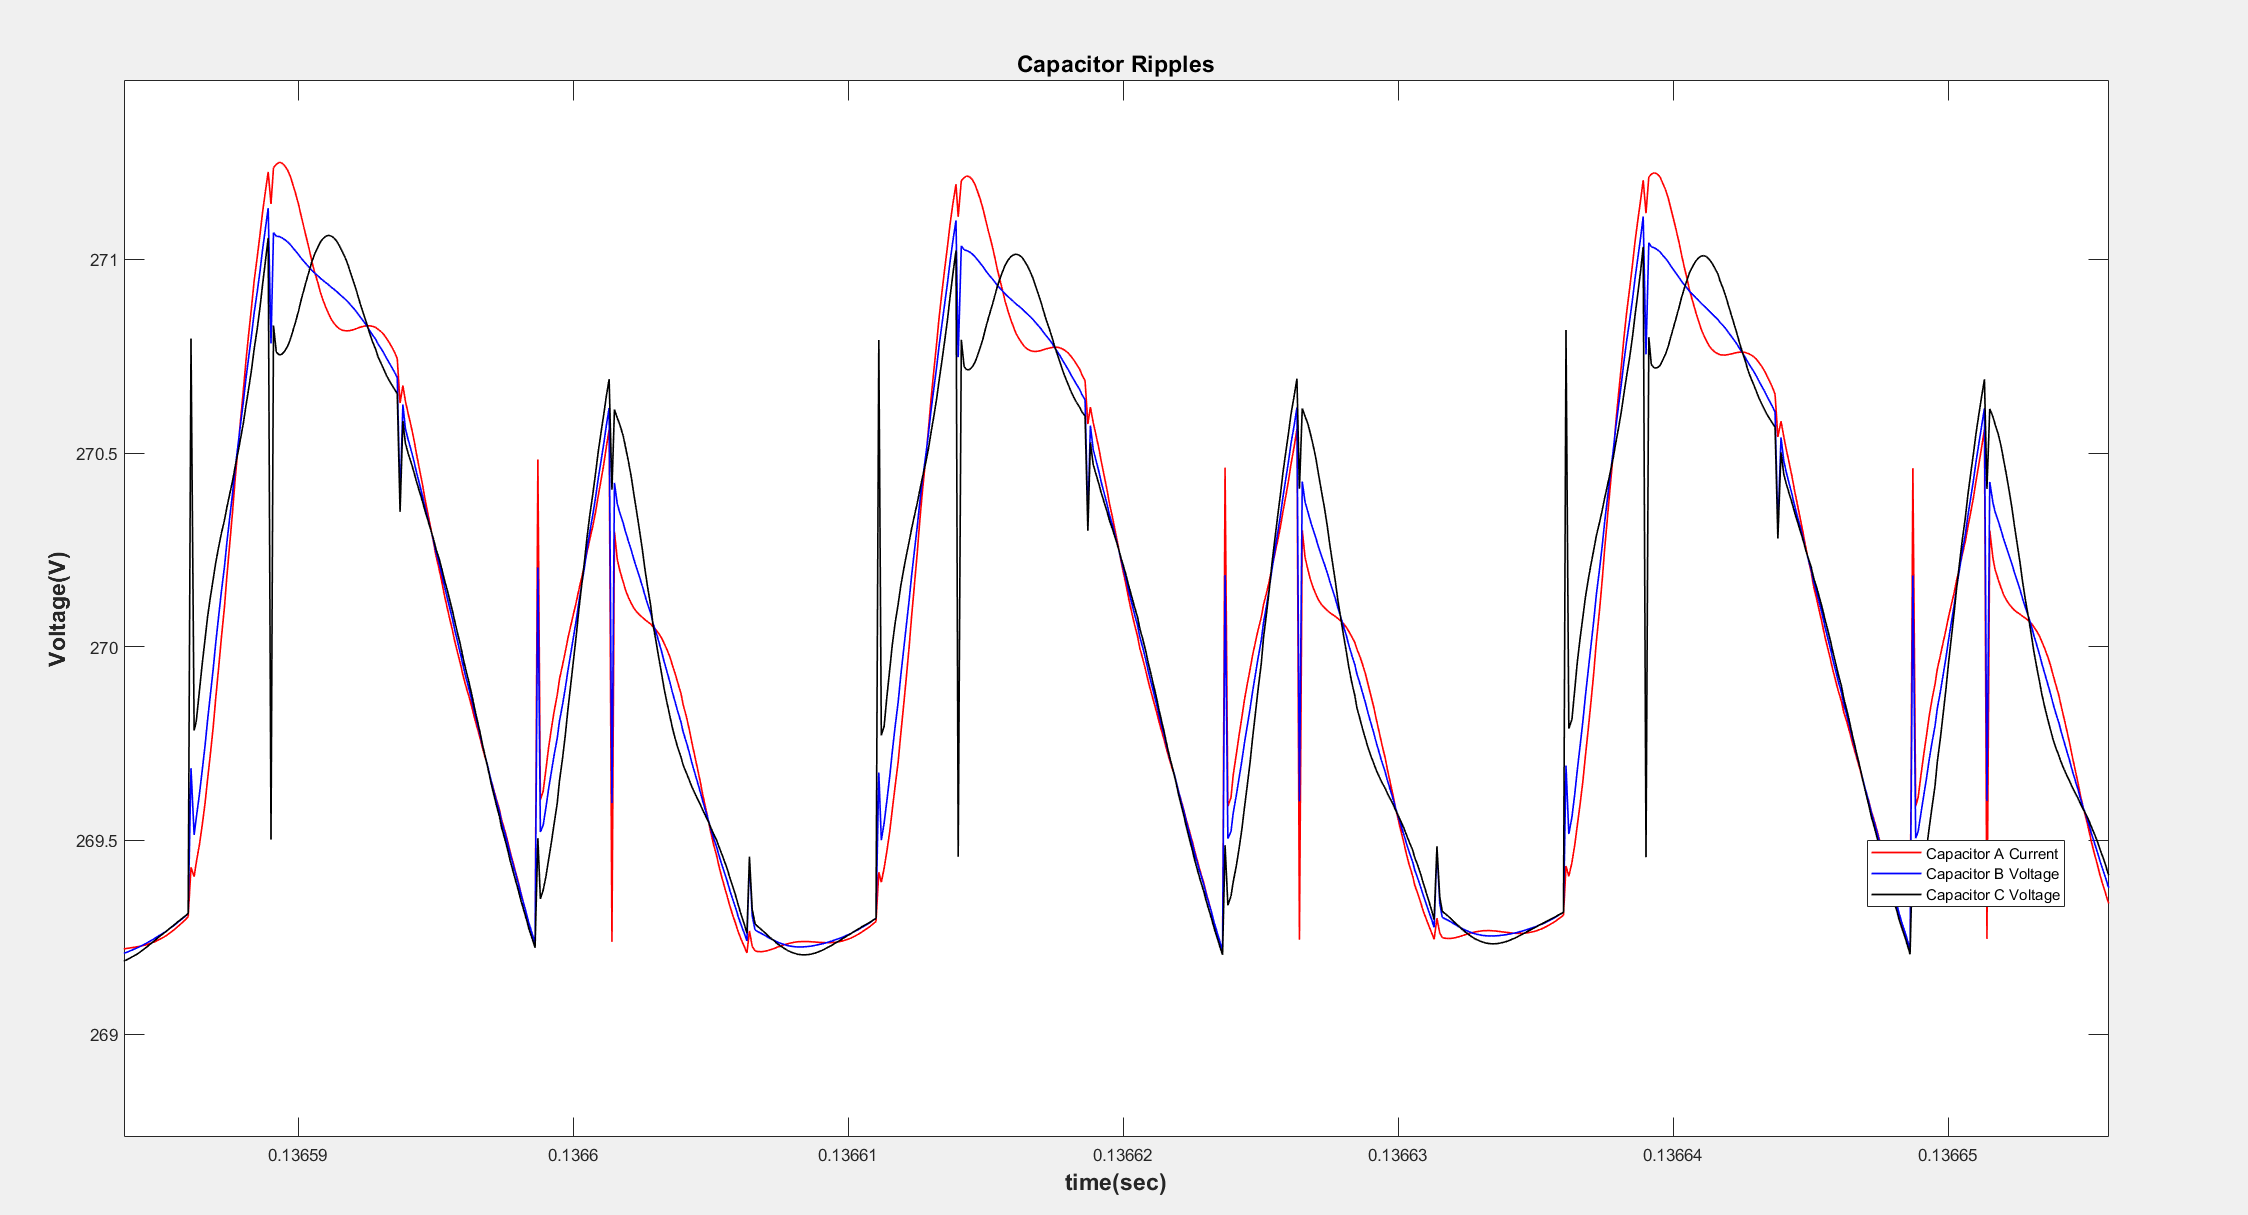 Capacitor Ripples
Voltage(V)
271
270.5
270
269.5
269
Capacitor A Current
Capacitor B Voltage
Capacitor C Voltage
0.13659
0.1366
0.13661
0.13662
0.13663
0.13664
0.13665
time(sec)